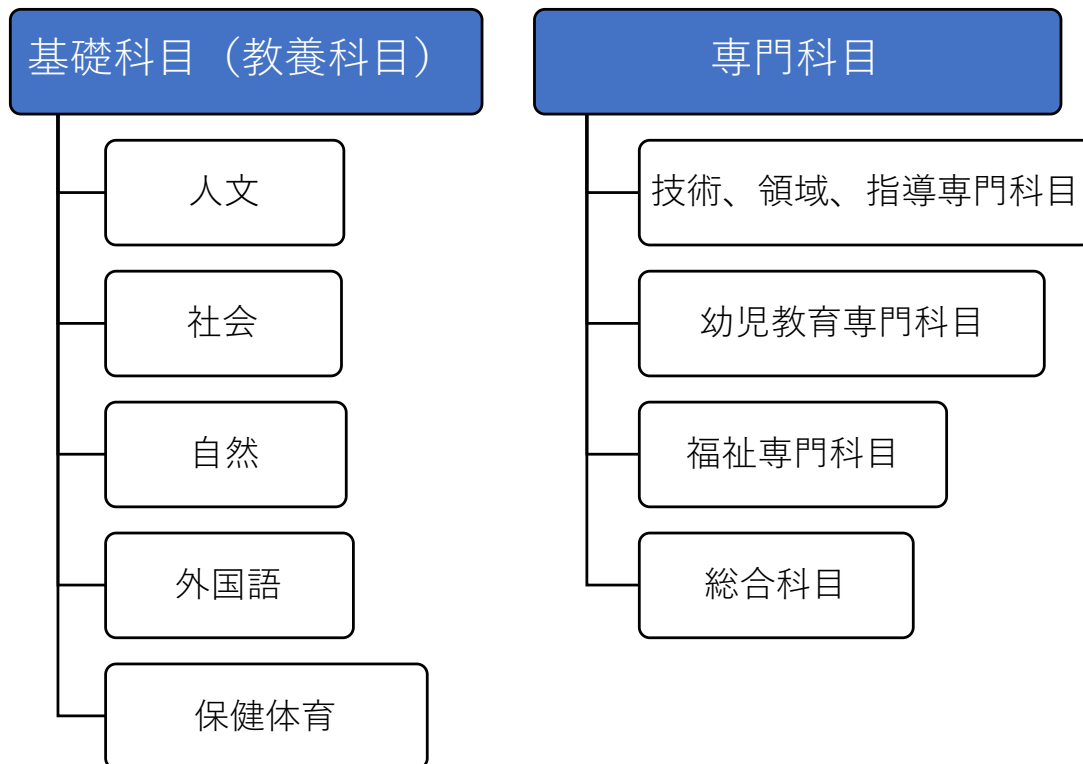 基礎科目（教養科目）
人文
社会
自然
外国語
保健体育
専門科目
技術、領域、指導専門科目
幼児教育専門科目
福祉専門科目
総合科目